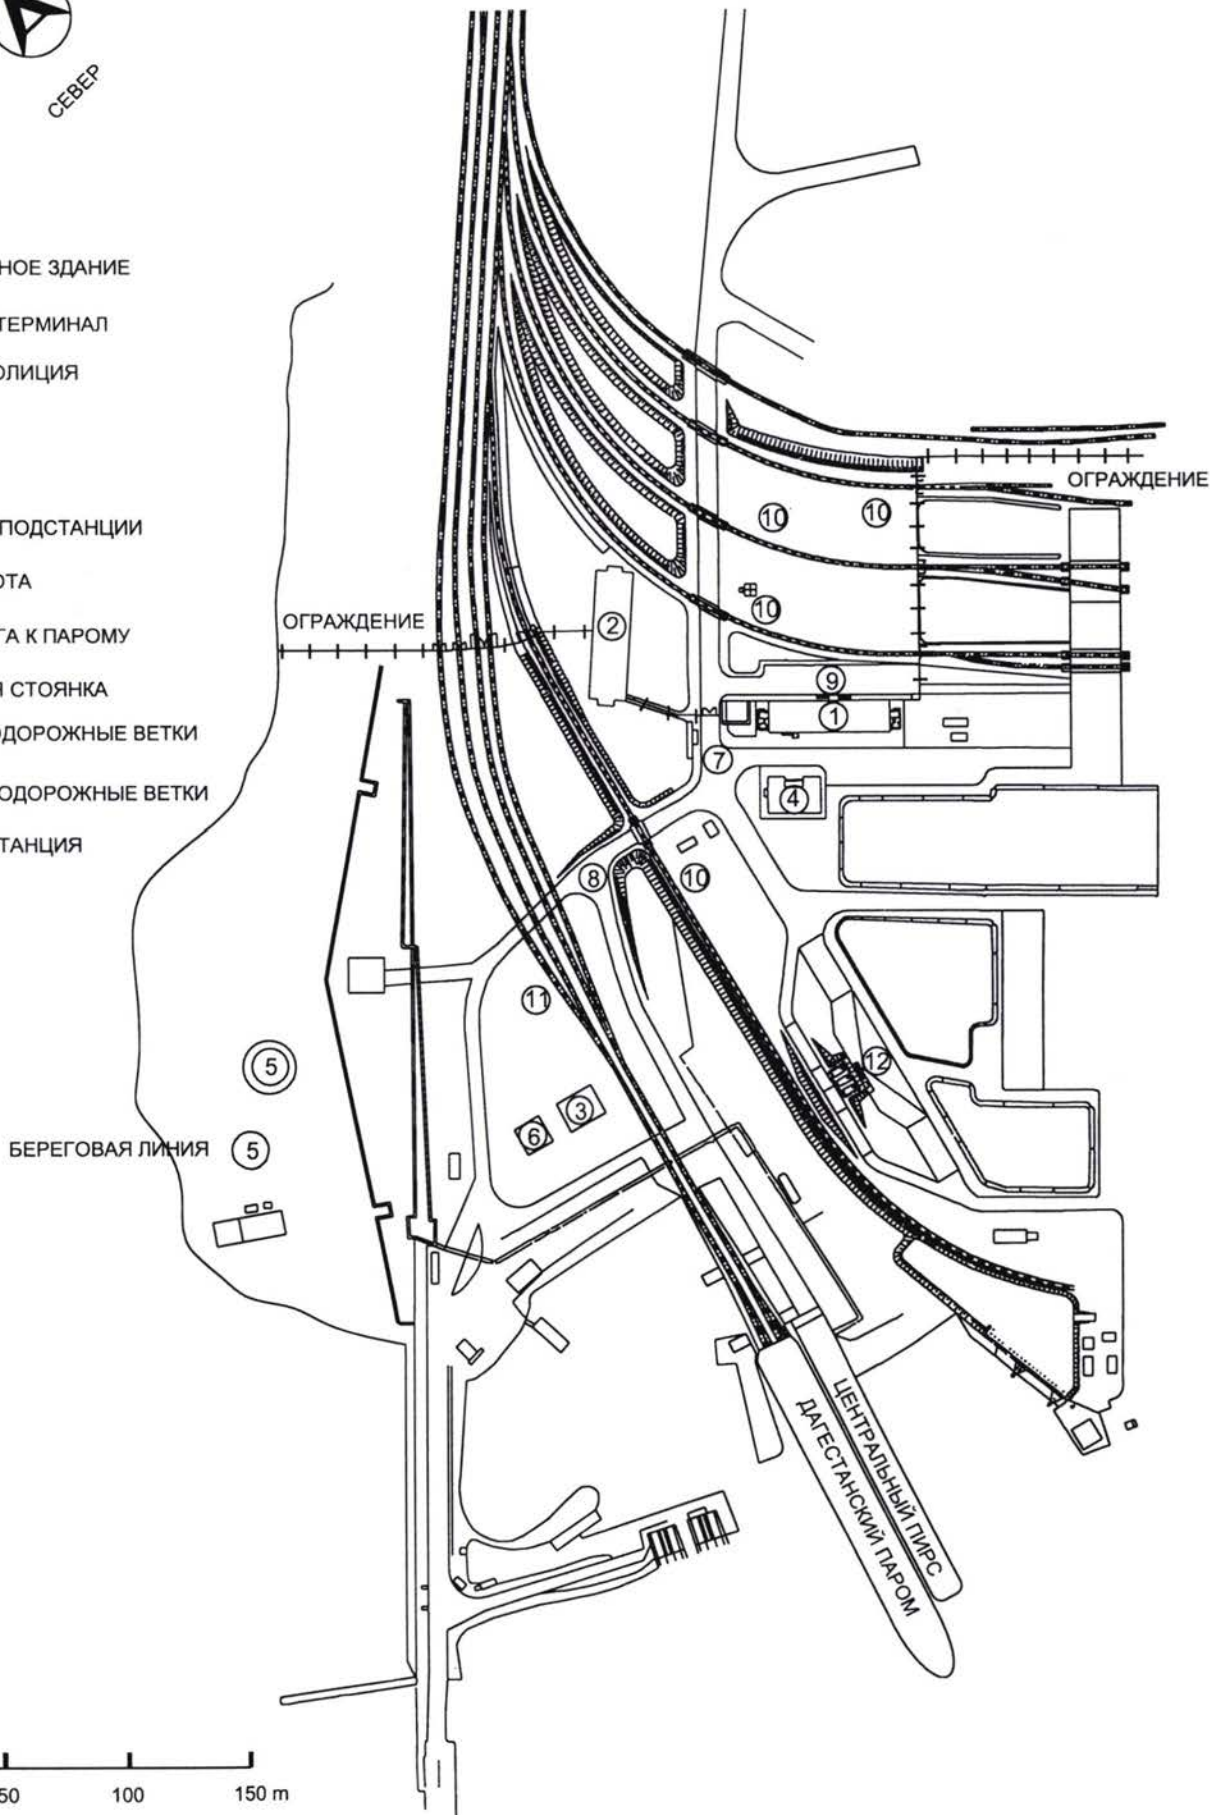 СЕВЕР
НОЕ ЗДАНИЕ
ТЕРМИНАЛ
ОЛИЦИЯ
ПОДСТАНЦИИ
ОТА
ГА К ПАРОМУ
Я СТОЯНКА
ОДОРОЖНЫЕ ВЕТКИ
ОДОРОЖНЫЕ ВЕТКИ
ТАНЦИЯ
ОГРАЖДЕНИЕ
10
10
ОГРАЖДЕНИЕ
2
10
9
1
7
4
8
10
11
12
5
3
6
БЕРЕГОВАЯ ЛИНИЯ
5
ЦЕНТРАЛЬНЫЙ ПИРС
ДАГЕСТАНСКИЙ ПАРОМ
50
100
150 m